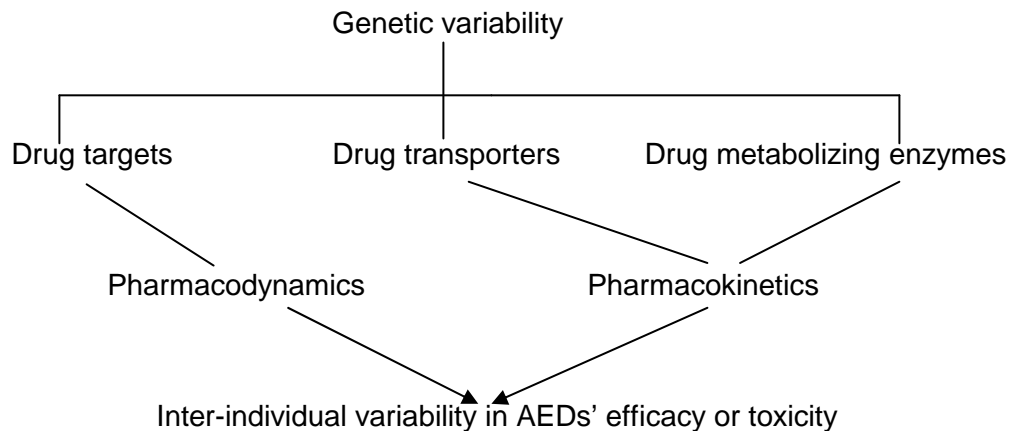 Genetic variability
Drug targets
Drug transporters
Drug metabolizing enzymes
Pharmacodynamics
Pharmacokinetics
Inter-individual variability in AEDs’ efficacy or toxicity